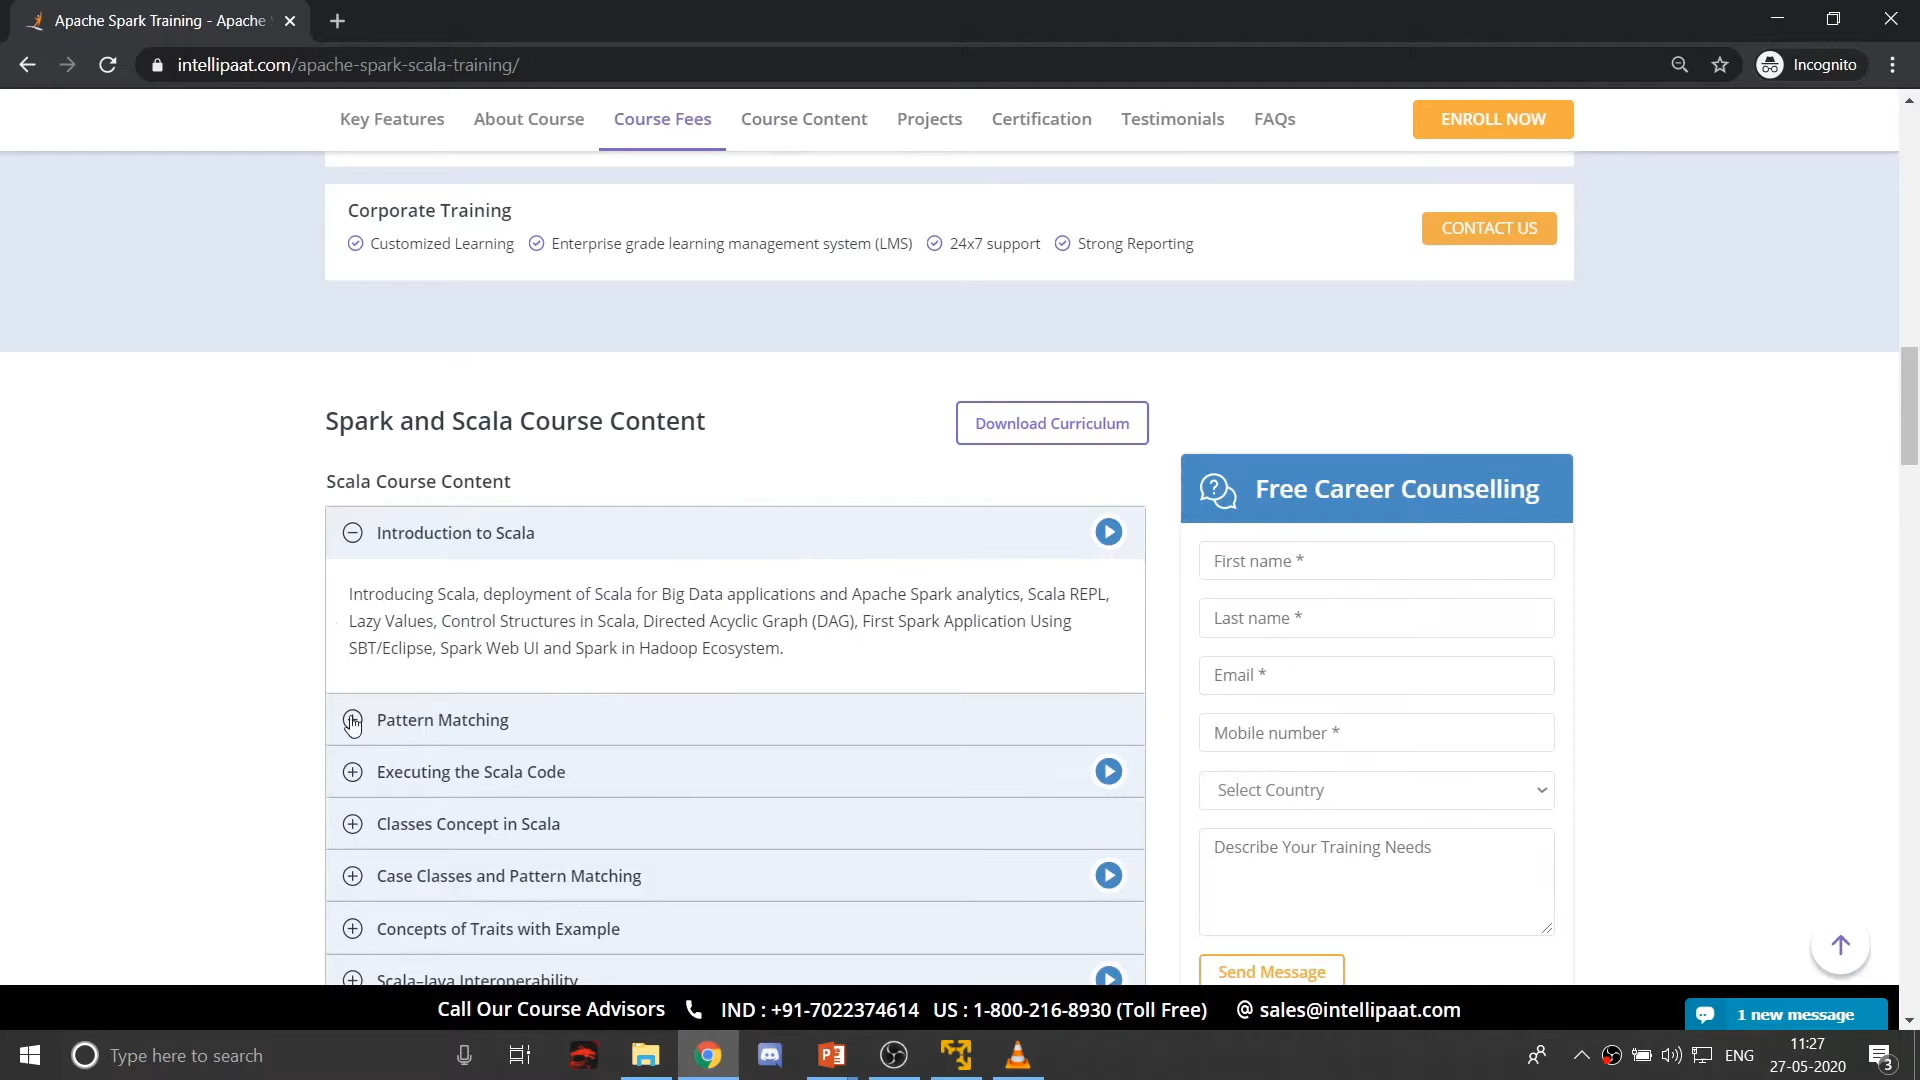 Apache Spark Training - Apache
intellipaat.com/apache-spark-scala-training/
Incognito
Key Features
About Course
Course Fees
Course Content
Projects
Certification
Testimonials
FAQs
ENROLL NOW
Corporate Training
Customized Learning
Enterprise grade learning management system (LMS)
24x7 support
Strong Reporting
CONTACT US
Spark and Scala Course Content
Download Curriculum
Scala Course Content
Introduction to Scala
Introducing Scala, deployment of Scala for Big Data applications and Apache Spark analytics, Scala REPL,
Lazy Values, Control Structures in Scala, Directed Acyclic Graph (DAG), First Spark Application Using
SBT/Eclipse, Spark Web UI and Spark in Hadoop Ecosystem.
Pattern Matching
Executing the Scala Code
Classes Concept in Scala
Case Classes and Pattern Matching
Concepts of Traits with Example
Scala–Java Interoperability
Free Career Counselling
First name *
Last name *
Email *
Mobile number *
Select Country
Describe Your Training Needs
Send Message
Call Our Course Advisors
IND : +91-7022374614
US : 1-800-216-8930 (Toll Free)
@ sales@intellipaat.com
1 new message
Type here to search
ENG
11:27
27-05-2020
3